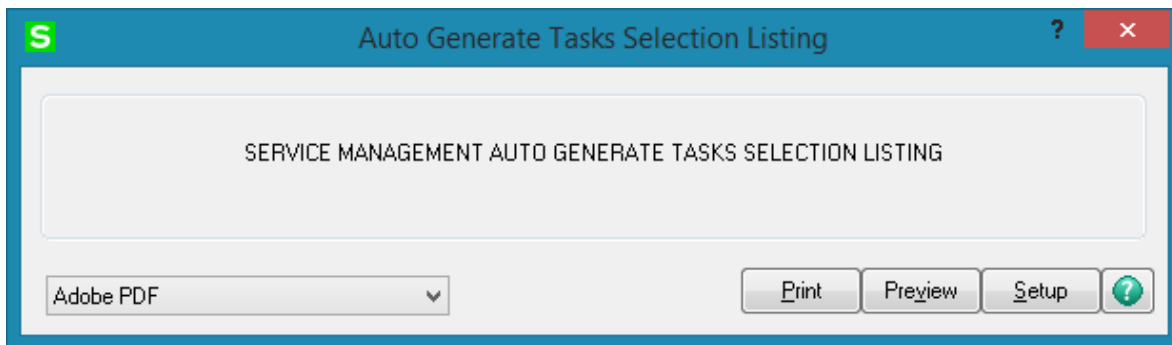 S Auto Generate Tasks Selection Listing ? ×
SERVICE MANAGEMENT AUTO GENERATE TASKS SELECTION LISTING
Adobe PDF Print Preview Setup ?